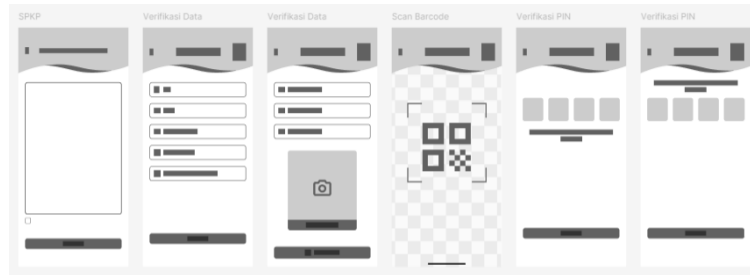 SPKP
Verifikasi Data
Verifikasi Data
Scan Barcode
Verifikasi PIN
Verifikasi PIN